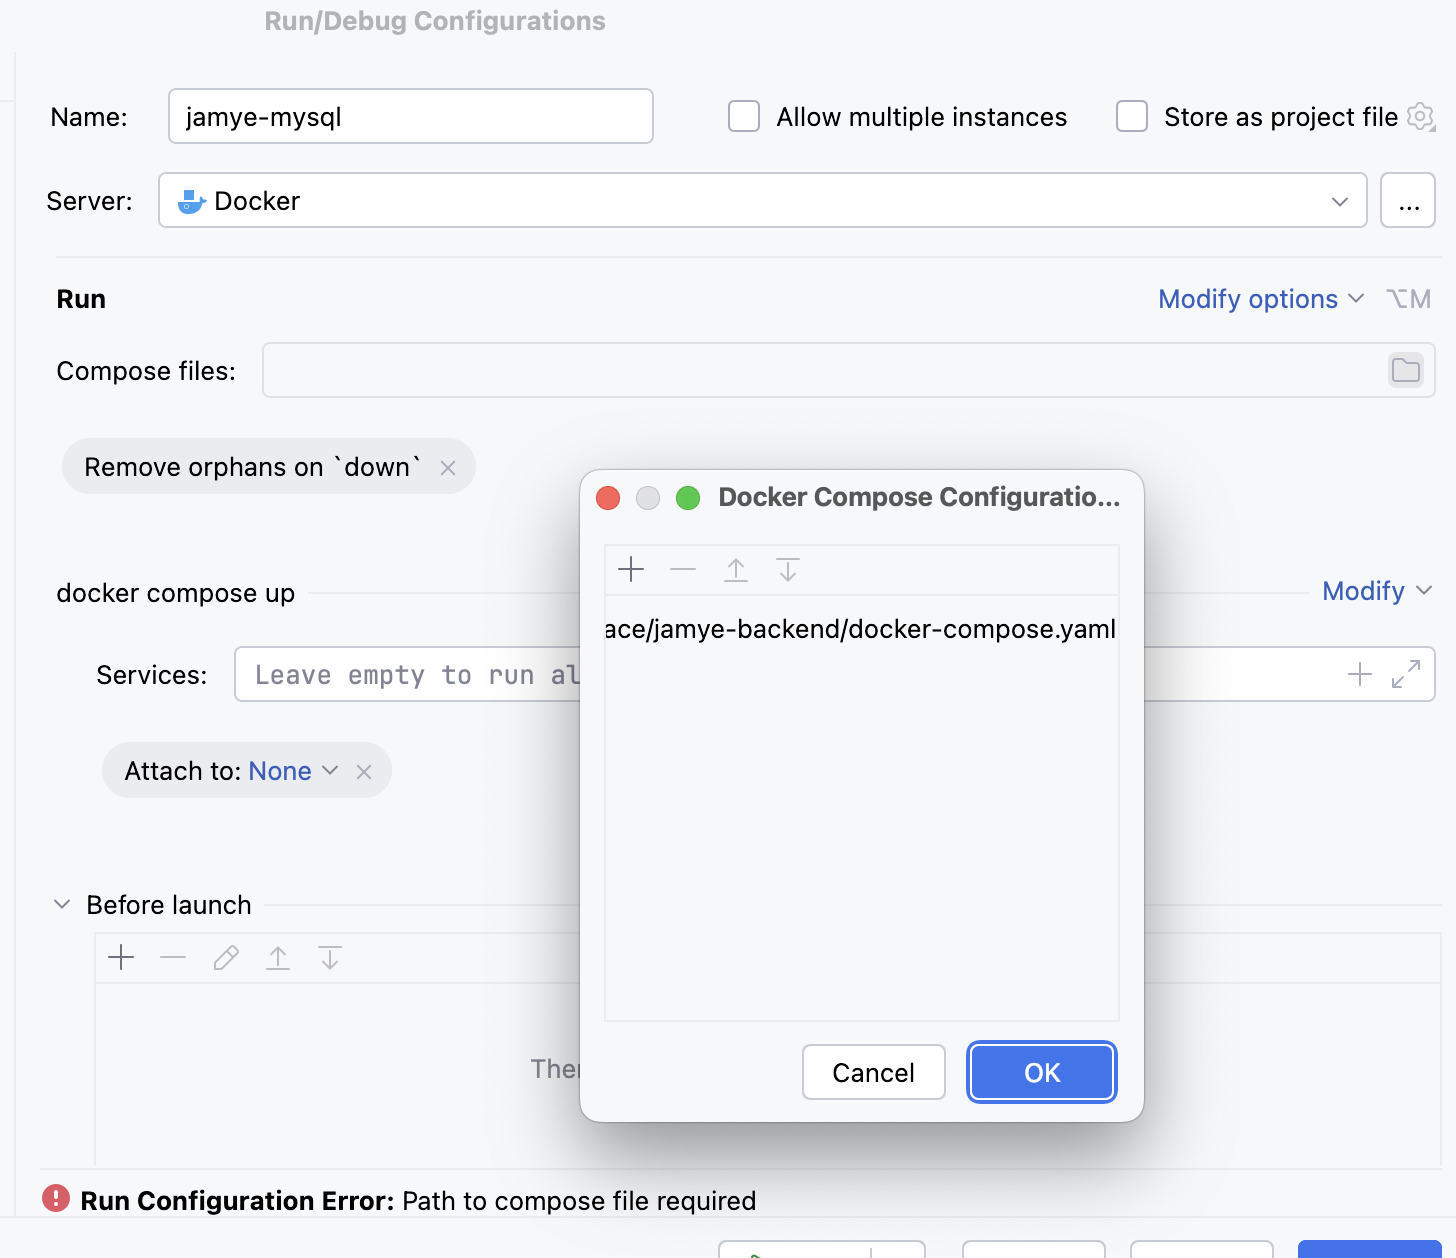 Run/Debug Configurations
Name: jamye-mysql Allow multiple instances Store as project file
Server: Docker ...
Run Modify options ⌥M
Compose files:
Remove orphans on `down`
Docker Compose Configuratio...
ace/jamye-backend/docker-compose.yaml
docker compose up Modify
Services: Leave empty to run al
Attach to: None
Before launch
Ther
Cancel OK
Run Configuration Error: Path to compose file required